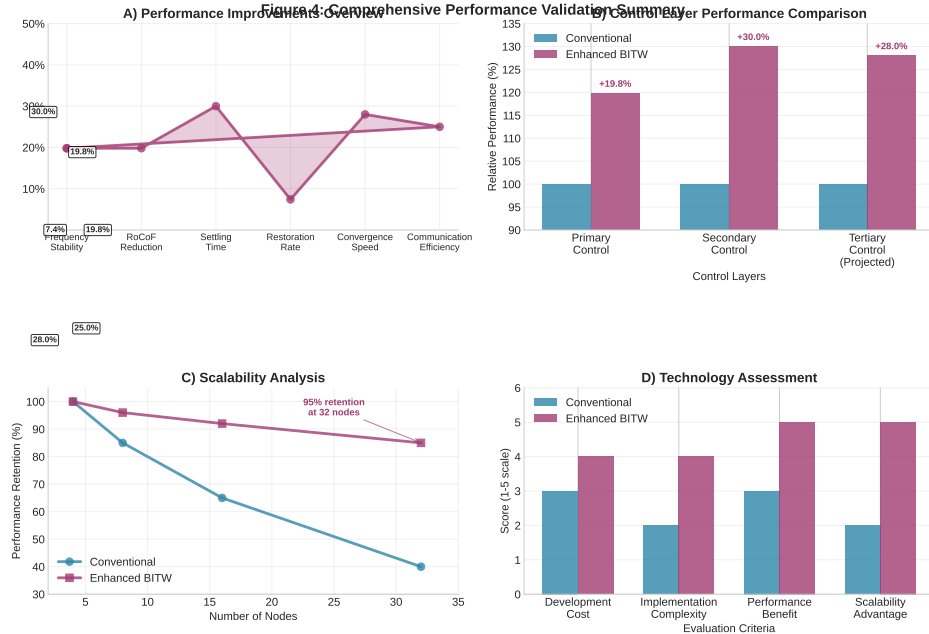 Figure 4: Comprehensive Performance Validation Summary
A) Performance Improvements Overview
50%
40%
30%
20%
10%
30.0%
19.8%
7.4%
19.8%
28.0%
25.0%
Frequency
Stability
RoCoF
Reduction
Settling
Time
Restoration
Rate
Convergence
Speed
Communication
Efficiency
B) Control Layer Performance Comparison
Relative Performance (%)
135
130
125
120
115
110
105
100
95
90
Conventional
Enhanced BITW
+19.8%
+30.0%
+28.0%
Primary
Control
Secondary
Control
Tertiary
Control
(Projected)
Control Layers
C) Scalability Analysis
Performance Retention (%)
100
90
80
70
60
50
40
30
95% retention
at 32 nodes
Conventional
Enhanced BITW
5
10
15
20
25
30
35
Number of Nodes
D) Technology Assessment
Score (1-5 scale)
6
5
4
3
2
1
0
Conventional
Enhanced BITW
Development
Cost
Implementation
Complexity
Performance
Benefit
Scalability
Advantage
Evaluation Criteria